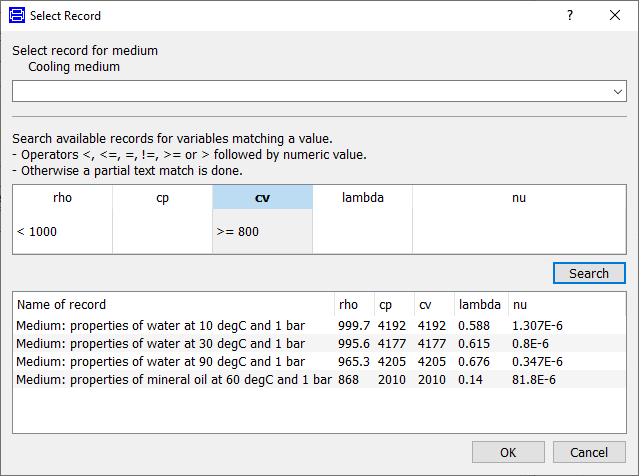 Select Record
Select record for medium
Cooling medium
Search available records for variables matching a value.
- Operators <, <=, =, !=, >= or > followed by numeric value.
- Otherwise a partial text match is done.
rho cp cv lambda nu
< 1000 >= 800
Search
Name of record rho cp cv lambda nu
Medium: properties of water at 10 degC and 1 bar 999.7 4192 4192 0.588 1.307E-6
Medium: properties of water at 30 degC and 1 bar 995.6 4177 4177 0.615 0.8E-6
Medium: properties of water at 90 degC and 1 bar 965.3 4205 4205 0.676 0.347E-6
Medium: properties of mineral oil at 60 degC and 1 bar 868 2010 2010 0.14 81.8E-6
OK Cancel